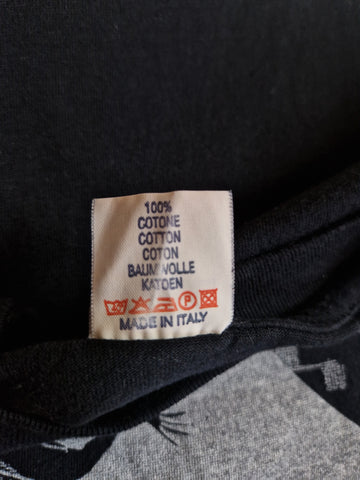 100%
COTONE
COTTON
COTON
BAUMWOLLE
KATOEN
P
MADE IN ITALY